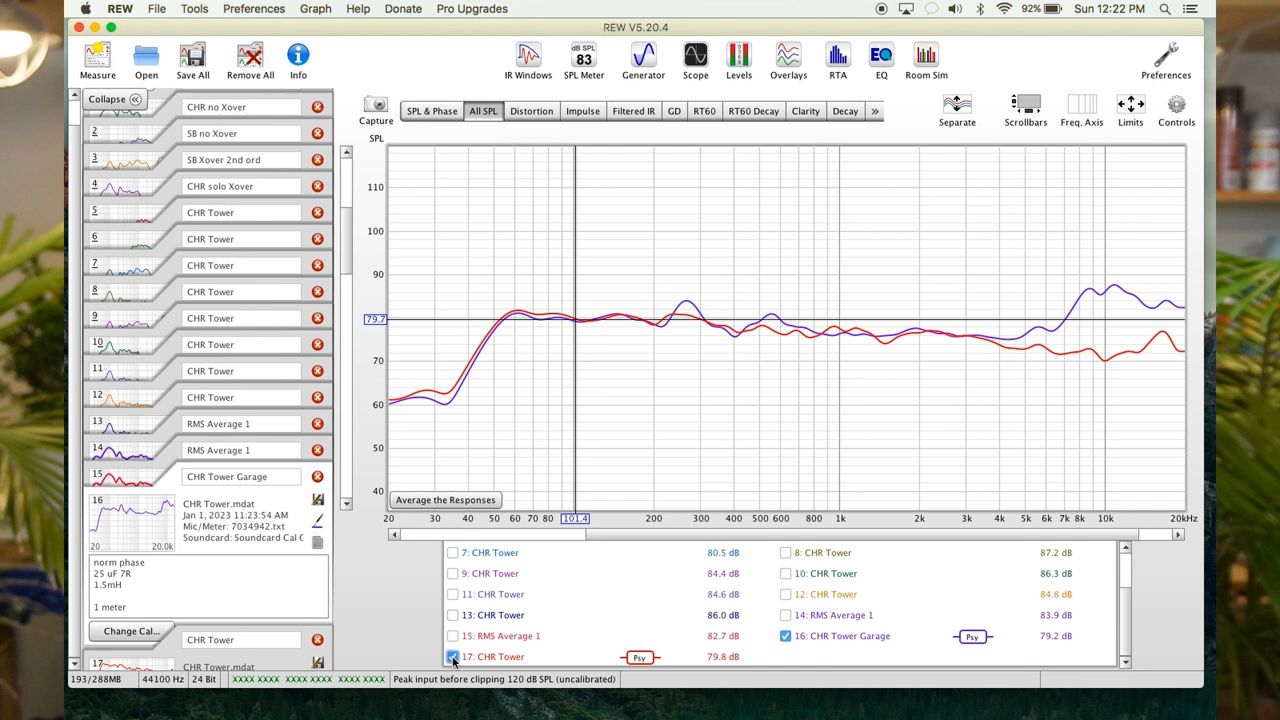 REW File Tools Preferences Graph Help Donate Pro Upgrades 92% Sun 12:22 PM
REW V5.20.4
Measure Open Save All Remove All Info IR Windows dB SPL 83 SPL Meter Generator Scope Levels Overlays RTA EQ Room Sim Preferences
Collapse
Capture SPL & Phase All SPL Distortion Impulse Filtered IR GD RT60 RT60 Decay Clarity Decay » Separate Scrollbars Freq. Axis Limits Controls
CHR no Xover
2 SB no Xover
3 SB Xover 2nd ord
4 CHR solo Xover
5 CHR Tower
6 CHR Tower
7 CHR Tower
8 CHR Tower
9 CHR Tower
10 CHR Tower
11 CHR Tower
12 CHR Tower
13 RMS Average 1
14 RMS Average 1
15 CHR Tower Garage
16
CHR Tower.mdat
Jan 1, 2023 11:23:54 AM
Mic/Meter: 7034942.txt
Soundcard: Soundcard Cal C
20 20.0k
norm phase
25 uF 7R
1.5mH
1 meter
Change Cal...
CHR Tower
17 CHR Tower.mdat
SPL
110
100
90
79.7
70
60
50
40
Average the Responses
20 30 40 50 60 70 80 101.4 200 300 400 500 600 800 1k 2k 3k 4k 5k 6k 7k 8k 10k 20kHz
7: CHR Tower 80.5 dB 8: CHR Tower 87.2 dB
9: CHR Tower 84.4 dB 10: CHR Tower 86.3 dB
11: CHR Tower 84.6 dB 12: CHR Tower 84.8 dB
13: CHR Tower 86.0 dB 14: RMS Average 1 83.9 dB
15: RMS Average 1 82.7 dB 16: CHR Tower Garage Psy 79.2 dB
17: CHR Tower Psy 79.8 dB
193/288MB 44100 Hz 24 Bit XXXX XXXX XXXX XXXX XXXX XXXX Peak input before clipping 120 dB SPL (uncalibrated)